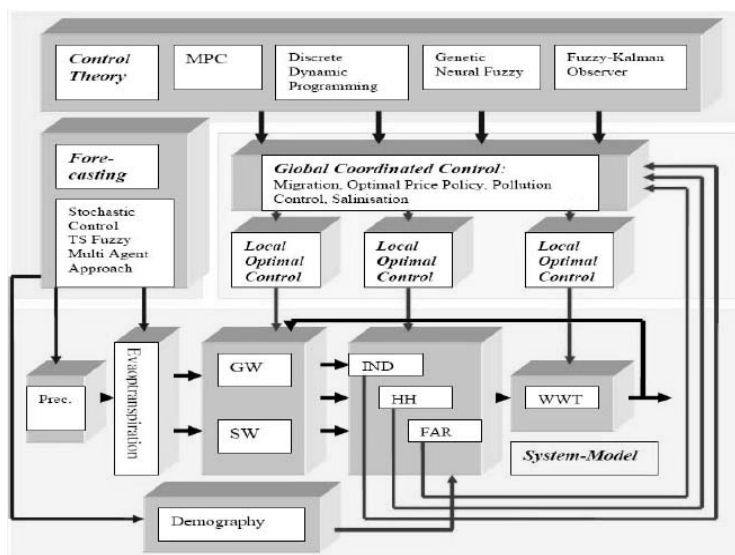 Control
Theory
MPC
Discrete
Dynamic
Programming
Genetic
Neural Fuzzy
Fuzzy-Kalman
Observer
Fore-
casting
Stochastic
Control
TS Fuzzy
Multi Agent
Approach
Global Coordinated Control:
Migration, Optimal Price Policy, Pollution
Control, Salinisation
Local
Optimal
Control
Local
Optimal
Control
Local
Optimal
Control
Prec.
Evaoptranspiration
GW
SW
IND
HH
FAR
WWT
System-Model
Demography